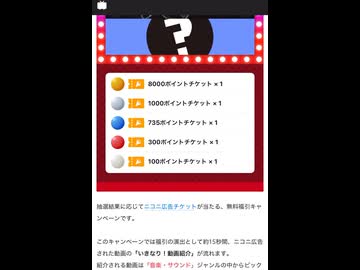 ?
8000ポイントチケット × 1
1000ポイントチケット × 1
735ポイントチケット × 1
300ポイントチケット × 1
100ポイントチケット × 1
抽選結果に応じてニコニ広告チケットが当たる、無料福引キャ
ンペーンです。
このキャンペーンでは福引の演出として約15秒間、ニコニ広告
された動画の「いきなり！動画紹介」が流れます。
紹介される動画は「音楽・サウンド」ジャンルの中からピック